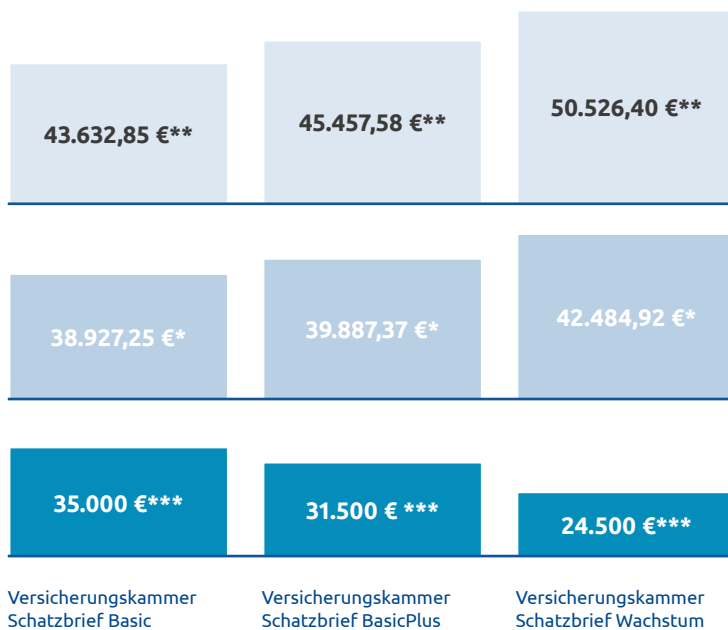 43.632,85 €**
45.457,58 €**
50.526,40 €**
38.927,25 €*
39.887,37 €*
42.484,92 €*
35.000 €***
31.500 € ***
24.500 €***
Versicherungskammer
Schatzbrief Basic
Versicherungskammer
Schatzbrief BasicPlus
Versicherungskammer
Schatzbrief Wachstum